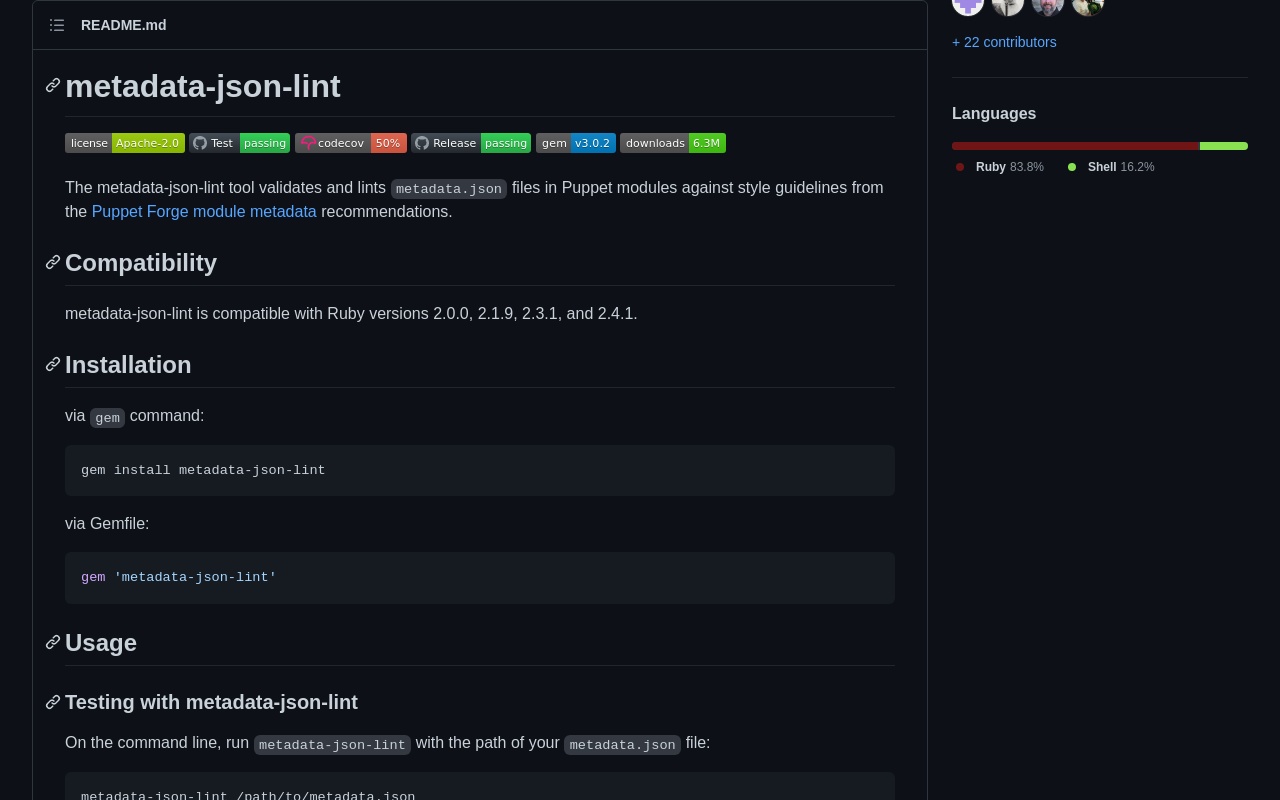 README.md
metadata-json-lint
license Apache-2.0 Test passing codecov 50% Release passing gem v3.0.2 downloads 6.3M
The metadata-json-lint tool validates and lints metadata.json files in Puppet modules against style guidelines from
the Puppet Forge module metadata recommendations.
Compatibility
metadata-json-lint is compatible with Ruby versions 2.0.0, 2.1.9, 2.3.1, and 2.4.1.
Installation
via gem command:
gem install metadata-json-lint
via Gemfile:
gem 'metadata-json-lint'
Usage
Testing with metadata-json-lint
On the command line, run metadata-json-lint with the path of your metadata.json file:
metadata-json-lint /path/to/metadata.json
+ 22 contributors
Languages
Ruby 83.8% Shell 16.2%